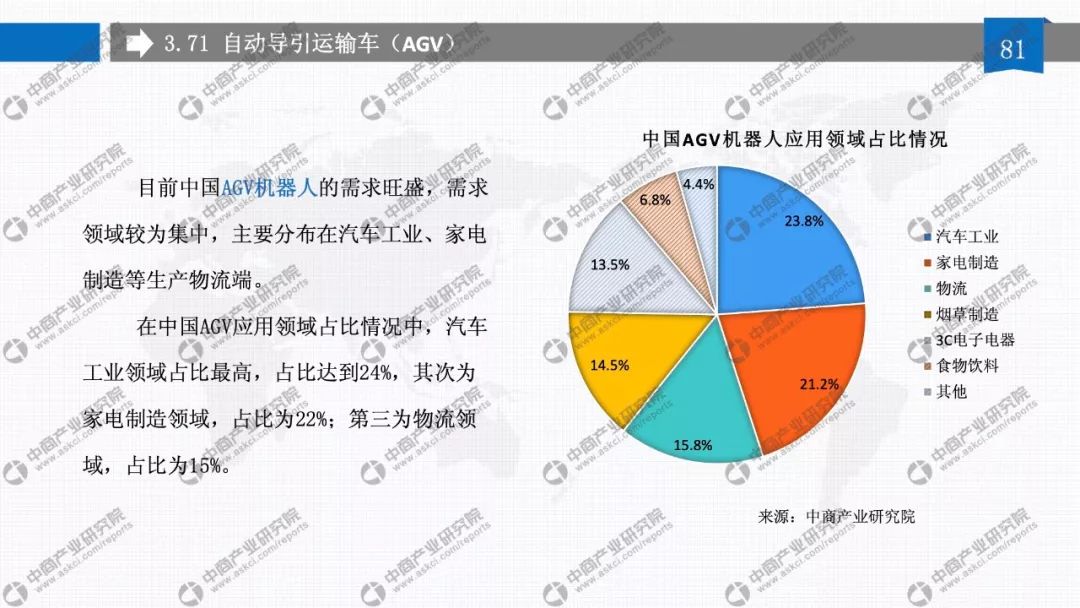 3.71 自动导引运输车（AGV）
81
目前中国AGV机器人的需求旺盛，需求
领域较为集中，主要分布在汽车工业、家电
制造等生产物流端。
在中国AGV应用领域占比情况中，汽车
工业领域占比最高，占比达到24%，其次为
家电制造领域，占比为22%；第三为物流领
域，占比为15%。
中国AGV机器人应用领域占比情况
23.8%
21.2%
15.8%
14.5%
13.5%
6.8%
4.4%
汽车工业
家电制造
物流
烟草制造
3C电子电器
食物饮料
其他
来源：中商产业研究院
中商产业研究院
www.askci.com/reports